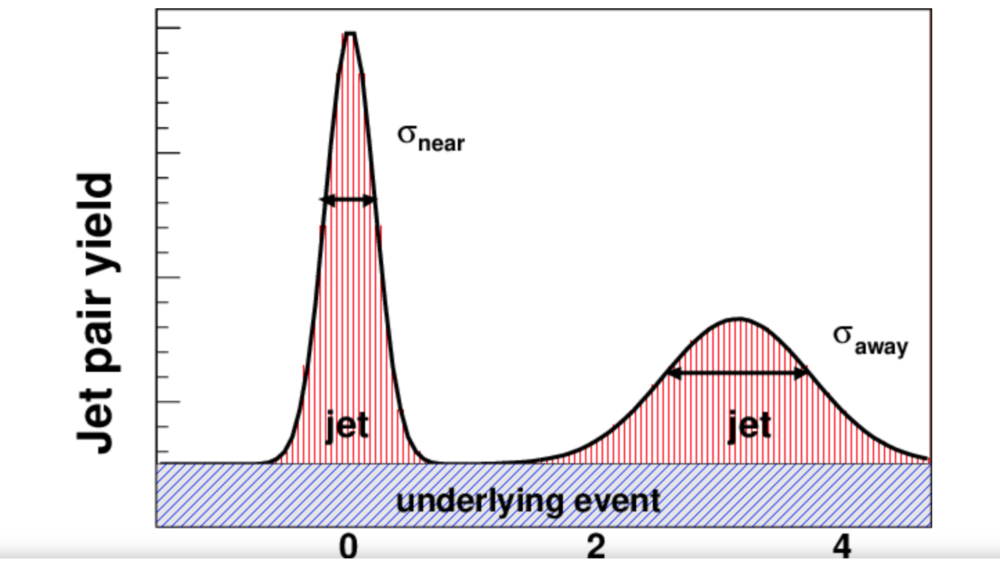 Jet pair yield
σnear
σaway
jet
jet
underlying event
0 2 4